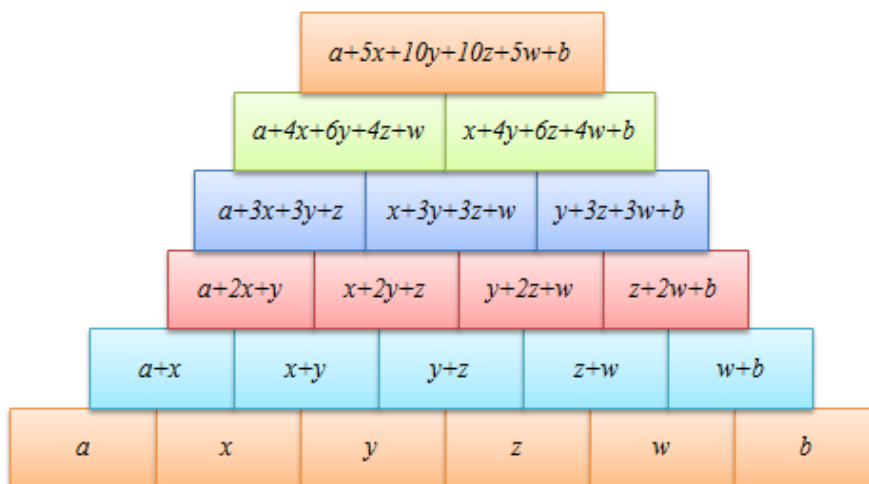 a+5x+10y+10z+5w+b
a+4x+6y+4z+w x+4y+6z+4w+b
a+3x+3y+z x+3y+3z+w y+3z+3w+b
a+2x+y x+2y+z y+2z+w z+2w+b
a+x x+y y+z z+w w+b
a x y z w b